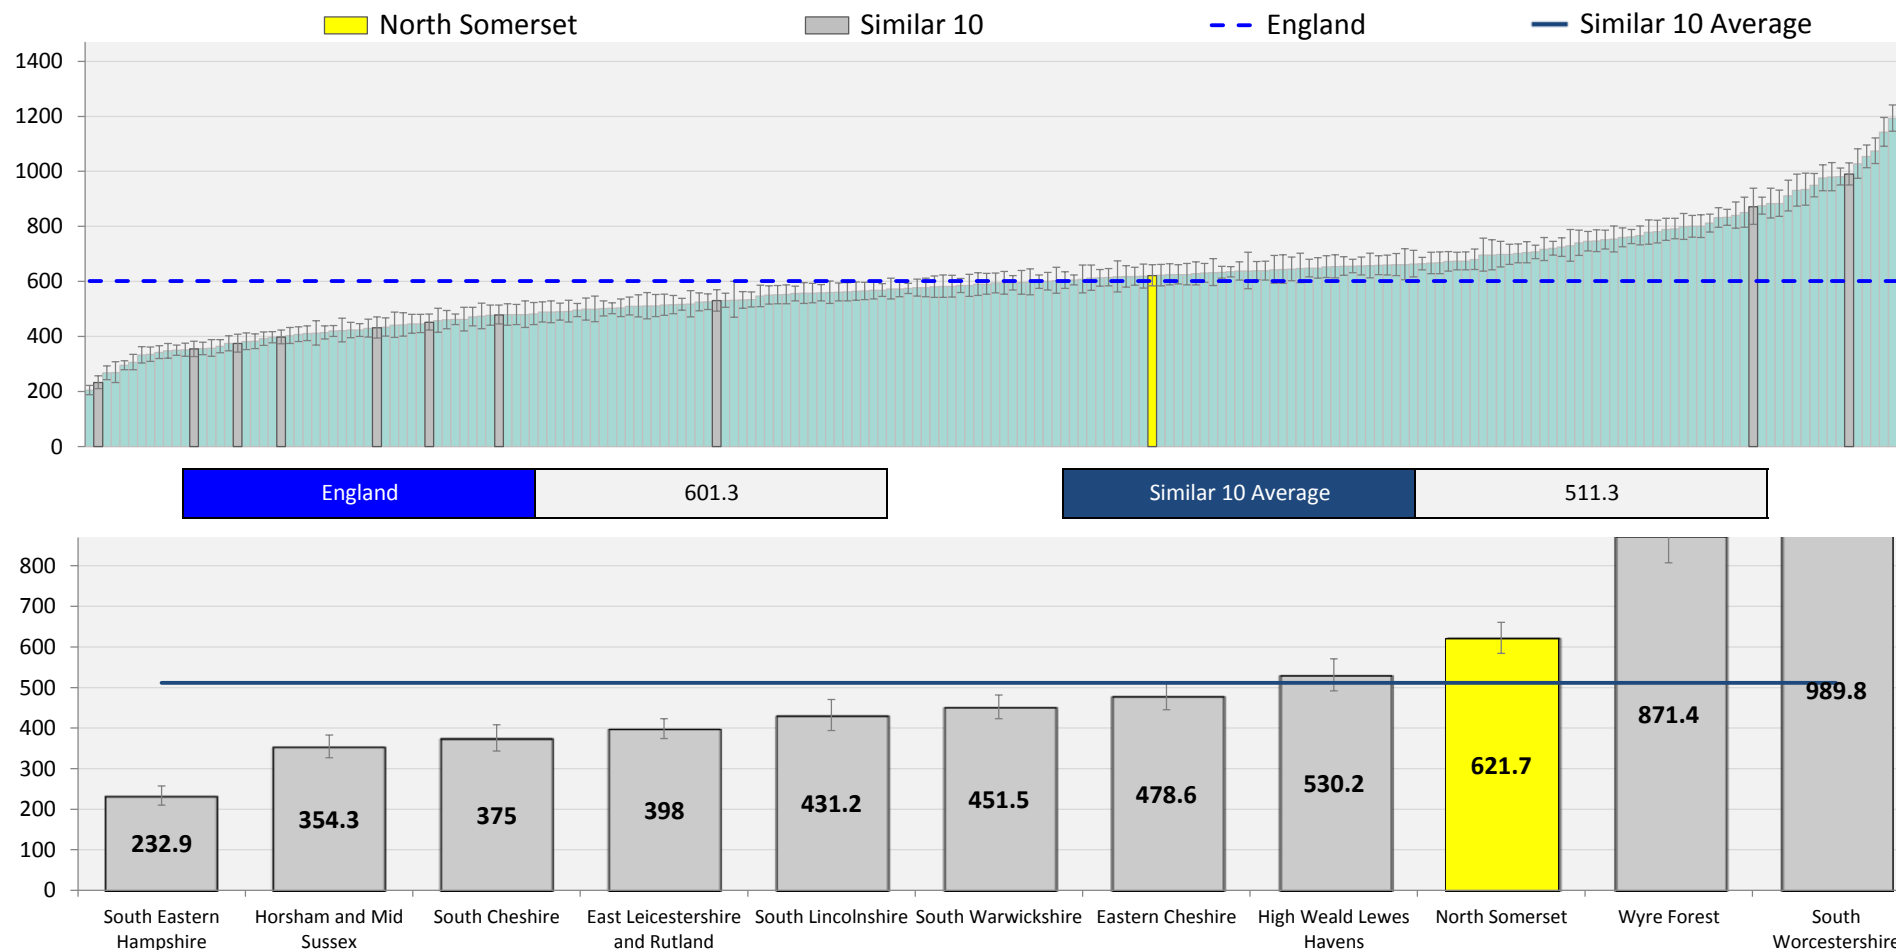 North Somerset
Similar 10
England
Similar 10 Average
1400
1200
1000
800
600
400
200
0
England 601.3
Similar 10 Average 511.3
800
700
600
500
400
300
200
100
0
232.9
354.3
375
398
431.2
451.5
478.6
530.2
621.7
871.4
989.8
South Eastern
Hampshire
Horsham and Mid
Sussex
South Cheshire
East Leicestershire
and Rutland
South Lincolnshire
South Warwickshire
Eastern Cheshire
High Weald Lewes
Havens
North Somerset
Wyre Forest
South
Worcestershire